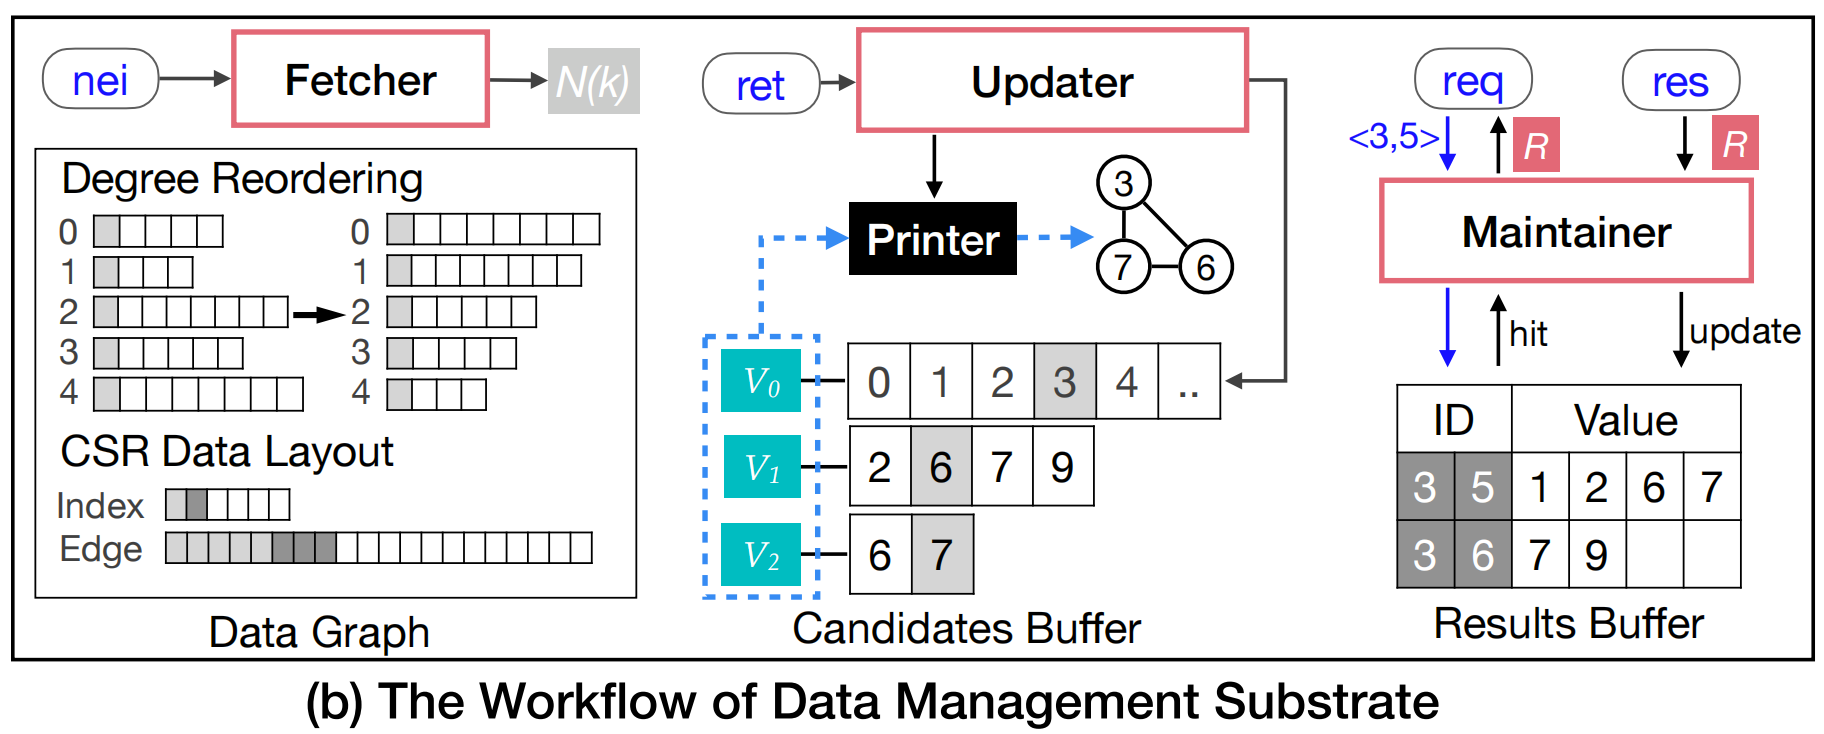 nei
Fetcher
N(k)
Degree Reordering
0 0
1 1
2 2
3 3
4 4
CSR Data Layout
Index
Edge
Data Graph
ret
Updater
Printer
3
7 6
V0 0 1 2 3 4 ..
V1 2 6 7 9
V2 6 7
Candidates Buffer
req res
<3,5> R R
Maintainer
hit update
ID Value
3 5 1 2 6 7
3 6 7 9
Results Buffer
(b) The Workflow of Data Management Substrate